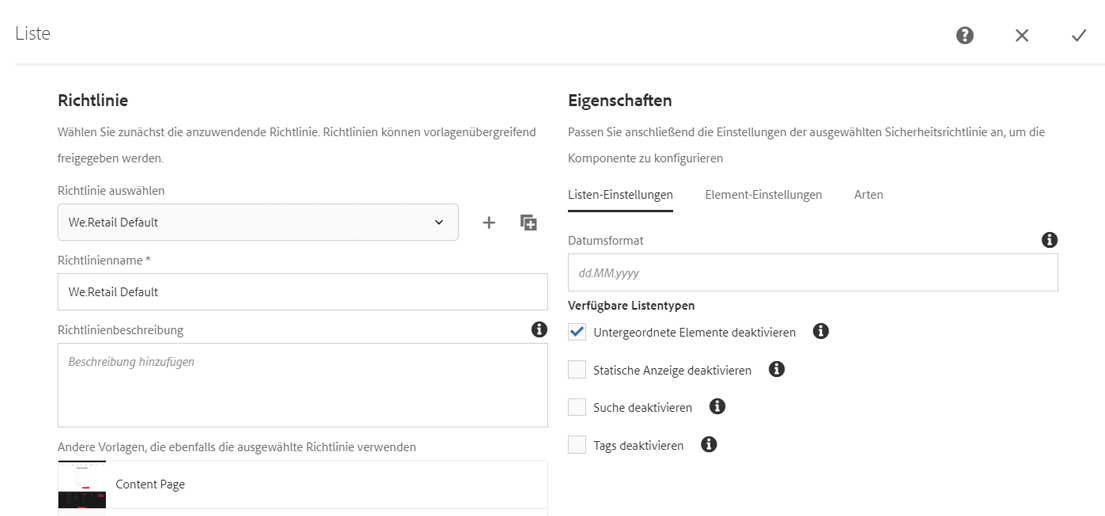 Liste
Richtlinie
Wählen Sie zunächst die anzuwendende Richtlinie. Richtlinien können vorlagenübergreifend
freigegeben werden.
Richtlinie auswählen
We.Retail Default
Richtlinienname *
We.Retail Default
Richtlinienbeschreibung
Beschreibung hinzufügen
Andere Vorlagen, die ebenfalls die ausgewählte Richtlinie verwenden
Content Page
Eigenschaften
Passen Sie anschließend die Einstellungen der ausgewählten Sicherheitsrichtlinie an, um die
Komponente zu konfigurieren
Listen-Einstellungen Element-Einstellungen Arten
Datumsformat
dd.MM.yyyy
Verfügbare Listentypen
Untergeordnete Elemente deaktivieren
Statische Anzeige deaktivieren
Suche deaktivieren
Tags deaktivieren